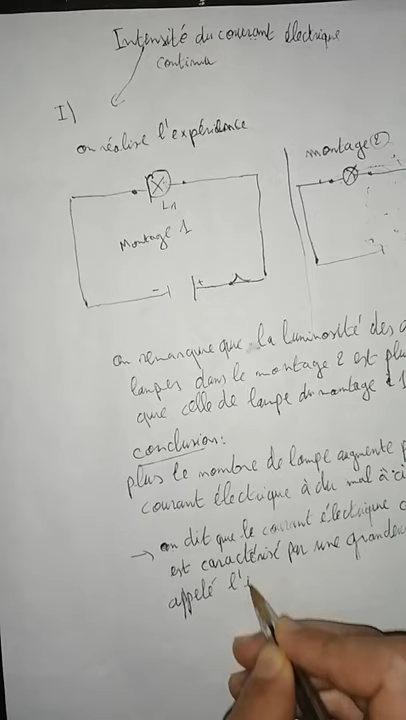 Intensité du courant électrique
continu
I)
on réalise l'expérience
montage(2)
L1
Montage 1
- +
on remarque que la luminosité des
lampes dans le montage 2 est plu
que celle de lampe du montage 1
conclusion:
plus le nombre de lampe augmente p
courant électrique à du mal à ci
→ on dit que le courant électrique c
est caractérisé par une grandeu
appelé l'i